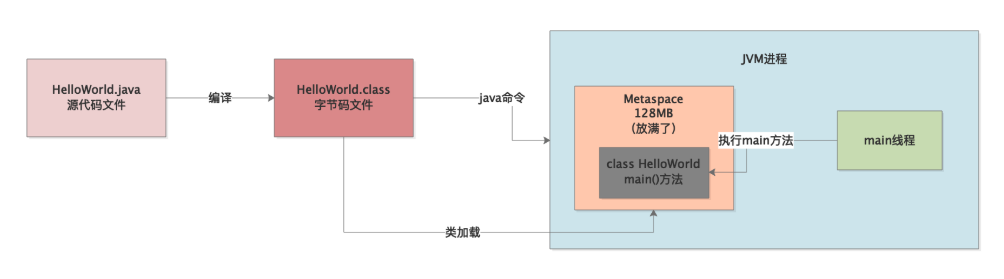 HelloWorld.java
源代码文件
编译
HelloWorld.class
字节码文件
java命令
JVM进程
Metaspace
128MB
(放满了)
class HelloWorld
main()方法
执行main方法
main线程
类加载